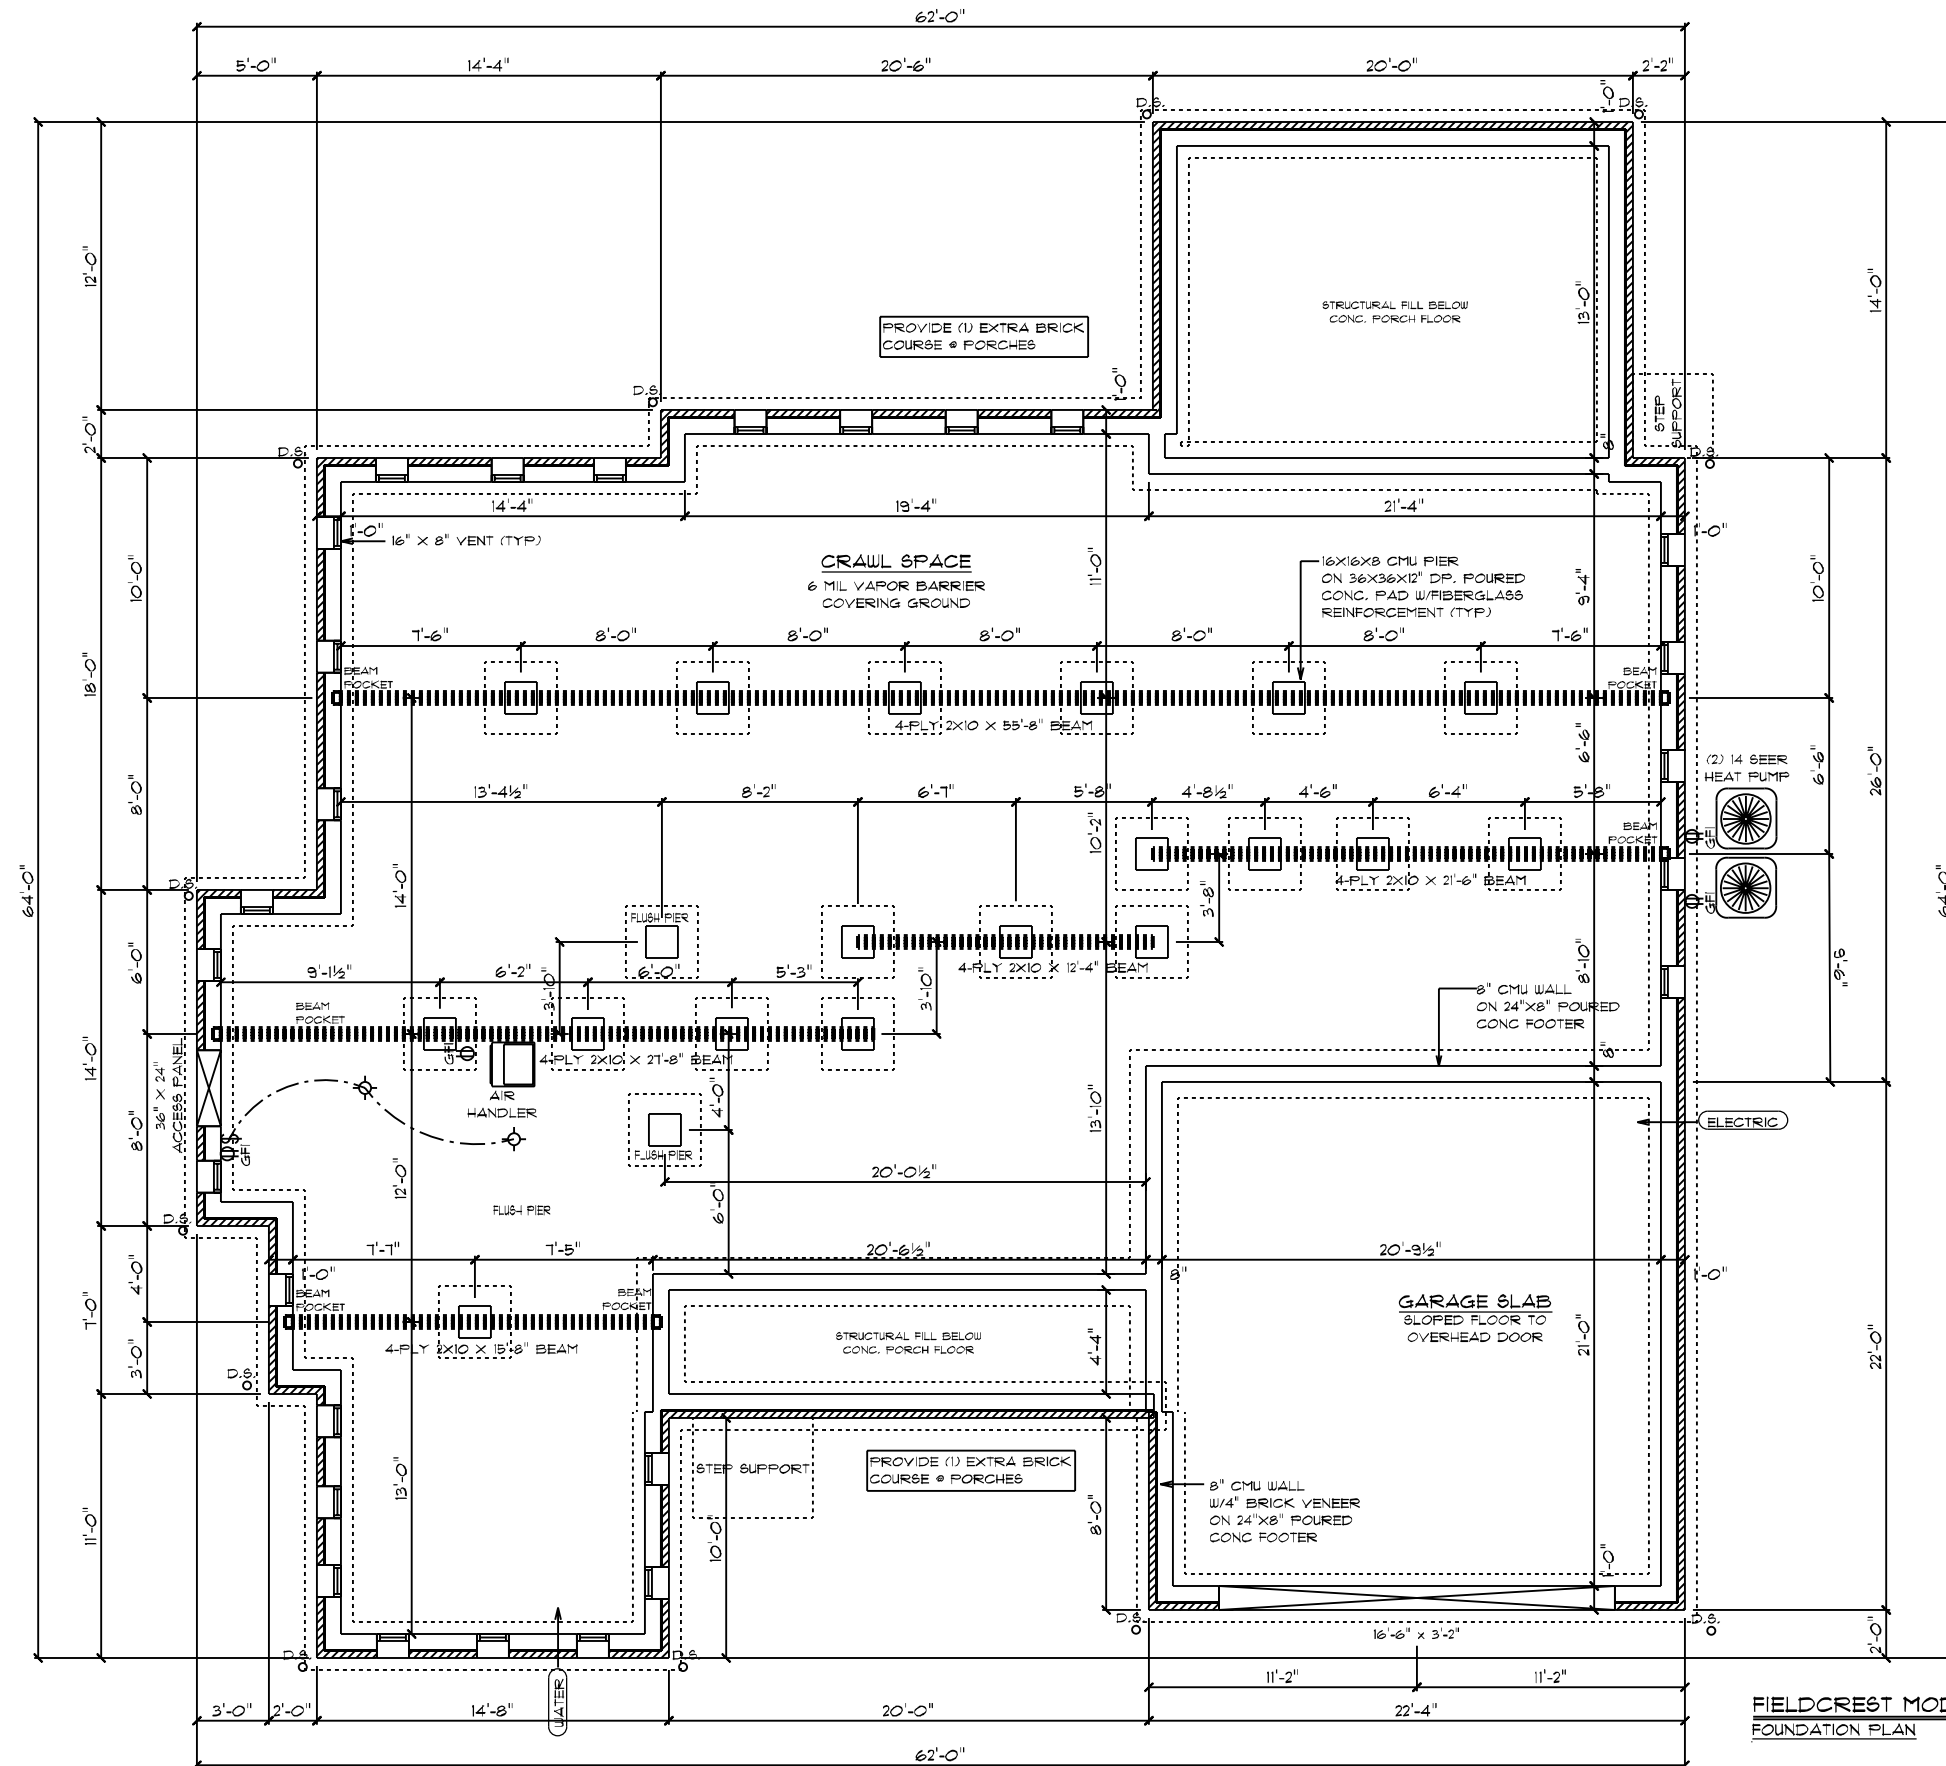 62'-0"
5'-0" 14'-4" 20'-6" 20'-0" 2'-2"
D.S. 1'-0" D.S.
12'-0"
14'-0"
13'-0"
STRUCTURAL FILL BELOW
CONC. PORCH FLOOR
PROVIDE (1) EXTRA BRICK
COURSE @ PORCHES
D.S. 1'-0"
STEP
SUPPORT
2'-0"
D.S. 8" D.S.
14'-4" 19'-4" 21'-4"
1'-0" 1'-0"
16" X 8" VENT (TYP)
CRAWL SPACE
6 MIL VAPOR BARRIER
COVERING GROUND
16X16X8 CMU PIER
ON 36X36X12" DP. POURED
CONC. PAD W/FIBERGLASS
REINFORCEMENT (TYP)
10'-0" 11'-0" 9'-4" 10'-0"
7'-6" 8'-0" 8'-0" 8'-0" 8'-0" 8'-0" 7'-6"
18'-0"
BEAM
POCKET
BEAM
POCKET
4-PLY 2X10 X 55'-8" BEAM
6'-6" 6'-6"
(2) 14 SEER
HEAT PUMP
26'-0"
8'-0"
13'-4½" 8'-2" 6'-7" 5'-8" 4'-8½" 4'-6" 6'-4" 5'-8"
10'-2"
BEAM
POCKET
GFI
4-PLY 2X10 X 21'-6" BEAM
64'-0"
64'-0"
14'-0"
3'-8"
GFI
D.S.
FLUSH PIER
6'-0"
4-PLY 2X10 X 12'-4" BEAM
8'-10"
9'-6"
9'-1½" 6'-2" 6'-0" 5'-3"
3'-10" 3'-10"
8" CMU WALL
ON 24"X8" POURED
CONC FOOTER
BEAM
POCKET
GFI
4-PLY 2X10 X 27'-8" BEAM
8"
14'-0"
36" X 24"
ACCESS PANEL
AIR
HANDLER
4'-0"
13'-10"
ELECTRIC
8'-0"
GFI
FLUSH PIER
12'-0"
20'-0½"
6'-0"
FLUSH PIER
D.S.
7'-7" 7'-5" 20'-6½" 20'-9½"
4'-0" 1'-0" 8" 1'-0"
BEAM
POCKET
BEAM
POCKET
7'-0"
GARAGE SLAB
SLOPED FLOOR TO
OVERHEAD DOOR
STRUCTURAL FILL BELOW
CONC. PORCH FLOOR
4'-4" 21'-0" 22'-0"
4-PLY 2X10 X 15'-8" BEAM
3'-0"
D.S.
STEP SUPPORT
PROVIDE (1) EXTRA BRICK
COURSE @ PORCHES
13'-0"
8" CMU WALL
W/4" BRICK VENEER
ON 24"X8" POURED
CONC FOOTER
11'-0" 10'-0" 8'-0" 1'-0"
D.S. D.S.
16'-6" x 3'-2"
2'-0"
D.S. D.S.
11'-2" 11'-2"
WATER
3'-0" 2'-0" 14'-8" 20'-0" 22'-4"
FIELDCREST MOD
FOUNDATION PLAN
62'-0"